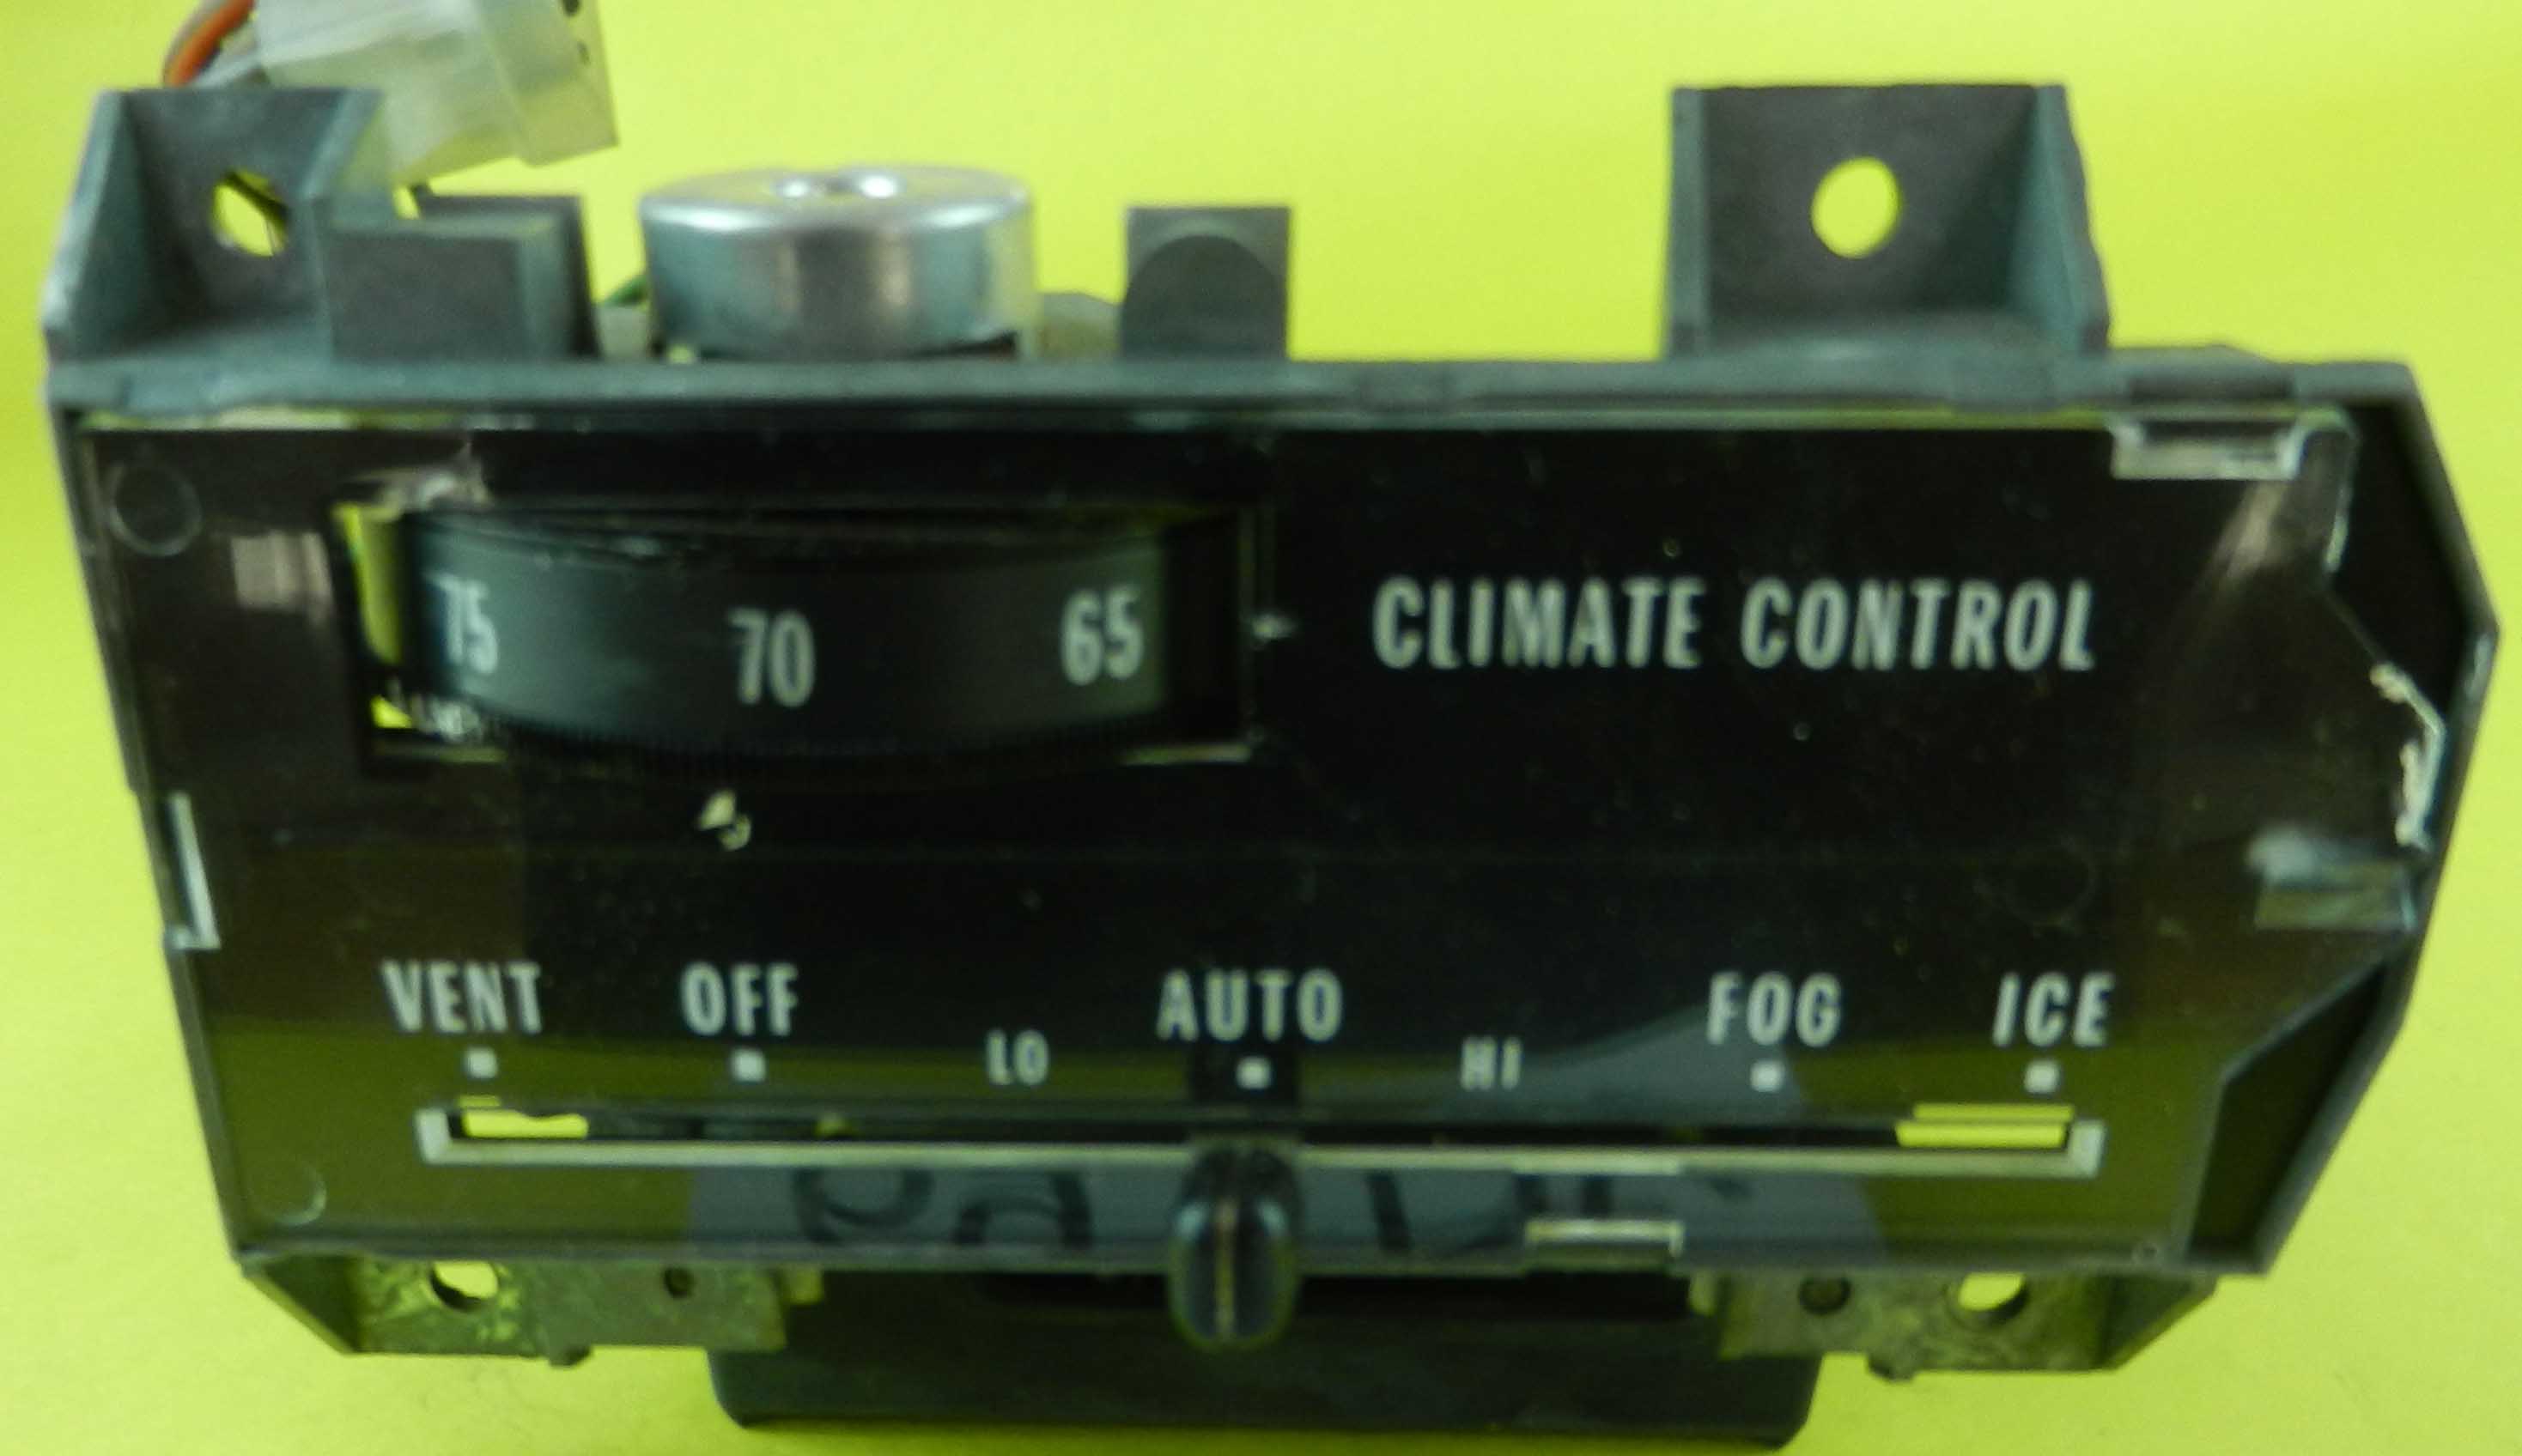 75 70 65
CLIMATE CONTROL
VENT OFF AUTO FOG ICE
LO HI